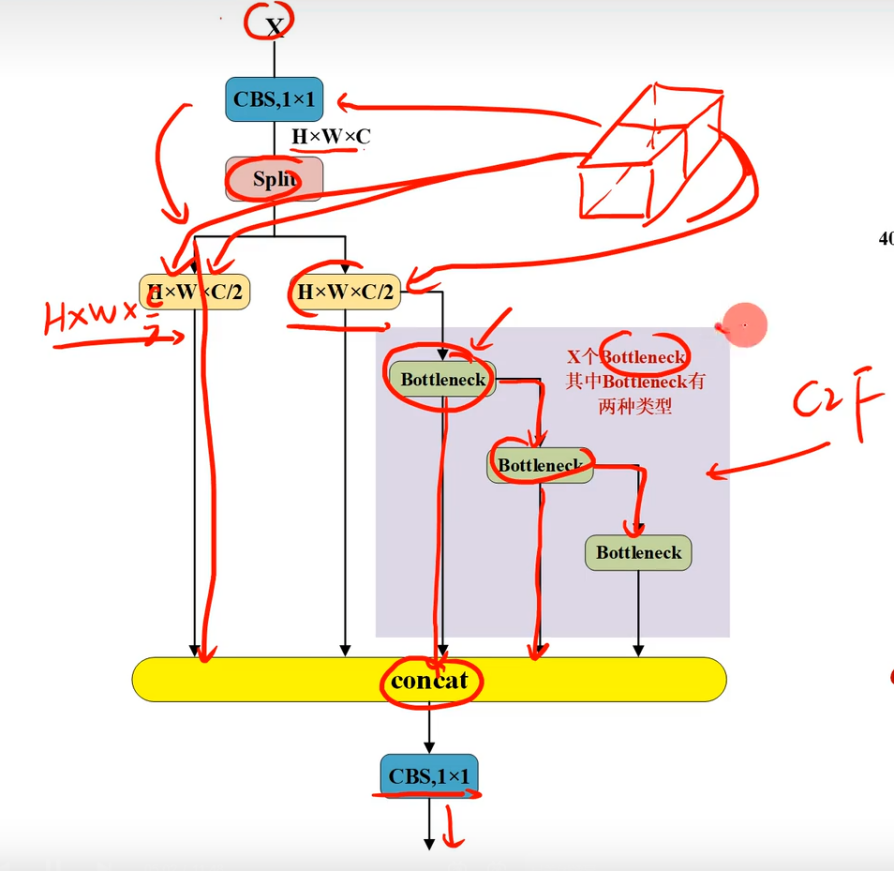 X
CBS,1×1
H×W×C
Split
40
H×W×C/2
H×W×C/2
H×W×C/2
Bottleneck
X个Bottleneck
其中Bottleneck有
两种类型
C2F
Bottleneck
Bottleneck
concat
CBS,1×1